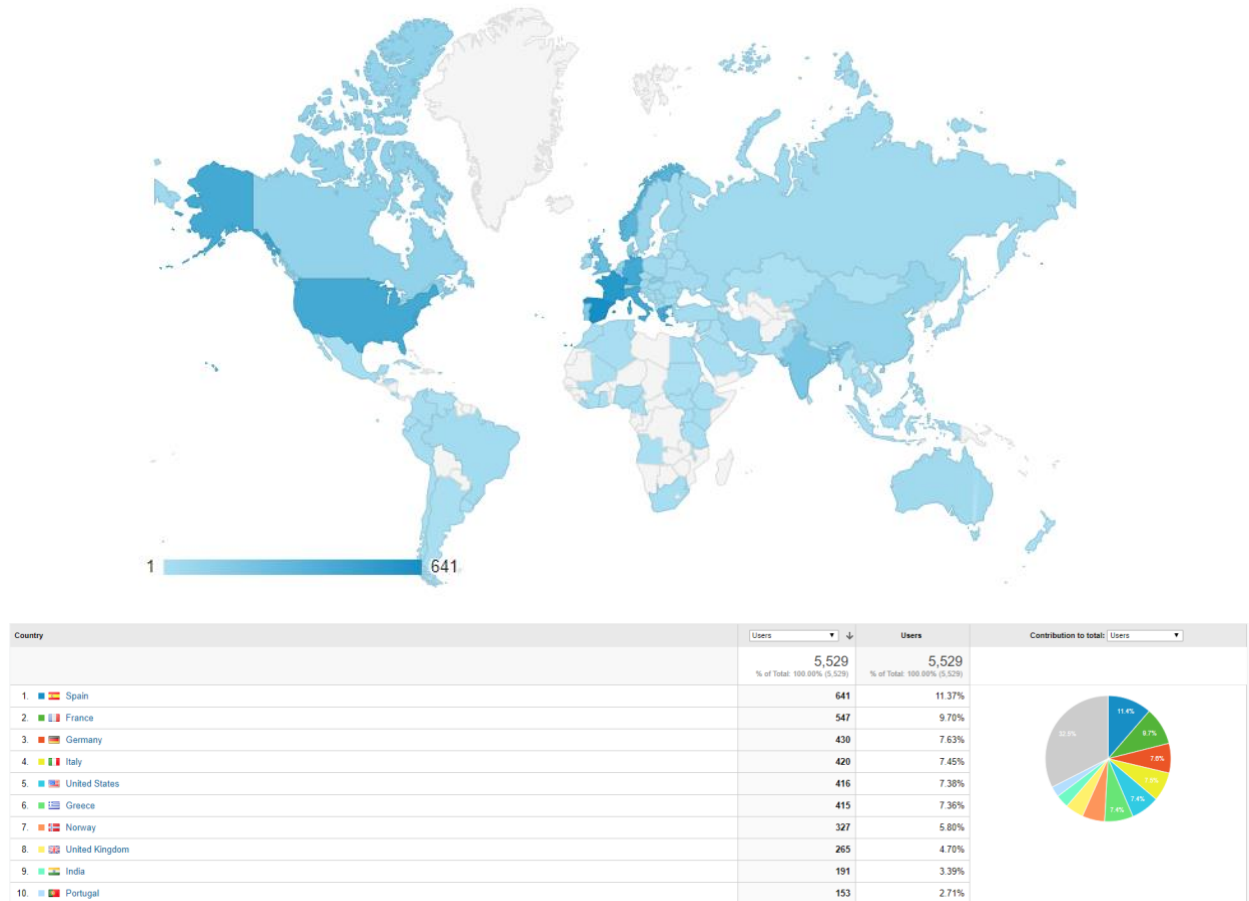 1 641
Country Users Users Contribution to total: Users
5,529 5,529
% of Total: 100.00% (5,529) % of Total: 100.00% (5,529)
1. Spain 641 11.37%
2. France 547 9.70%
3. Germany 430 7.63%
4. Italy 420 7.45%
5. United States 416 7.38%
6. Greece 415 7.36%
7. Norway 327 5.80%
8. United Kingdom 265 4.70%
9. India 191 3.39%
10. Portugal 153 2.71%
11.4%
9.7%
7.6%
7.4%
7.4%